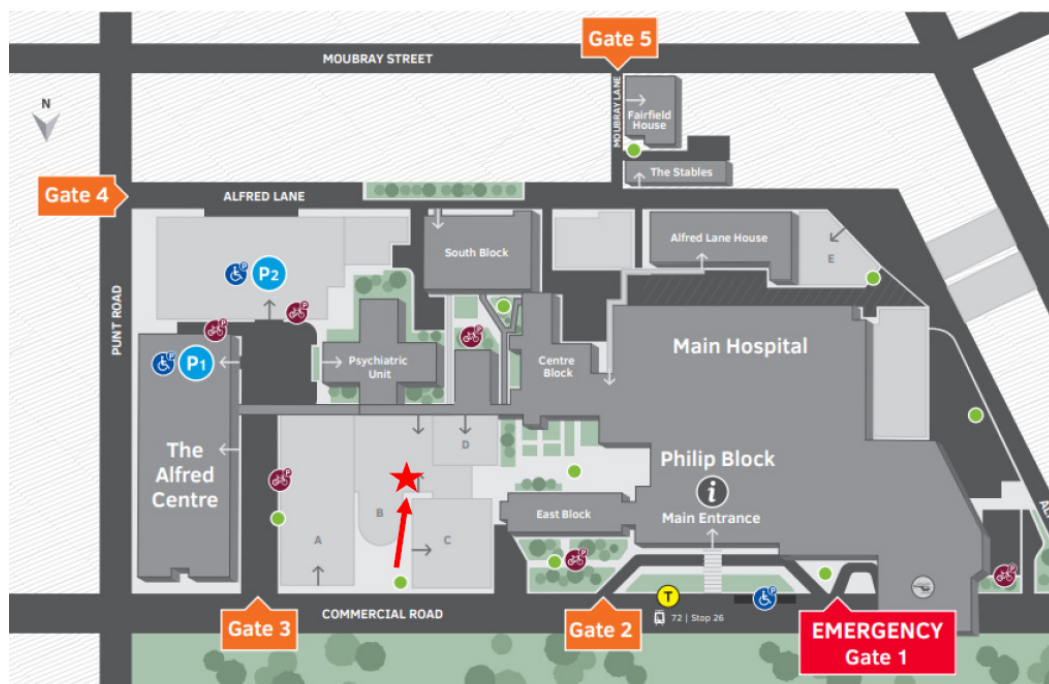 Gate 5
MOUBRAY STREET
N
MOUBRAY LANE
Fairfield
House
The Stables
Gate 4
ALFRED LANE
South Block
Alfred Lane House
E
P2
P
P
P
P1
P
PUNT ROAD
Psychiatric
Unit
P
Centre
Block
Main Hospital
The
Alfred
Centre
P
D
B
A
C
Philip Block
i
Main Entrance
East Block
P
P
P
COMMERCIAL ROAD
Gate 3
Gate 2
T
72 | Stop 26
EMERGENCY
Gate 1